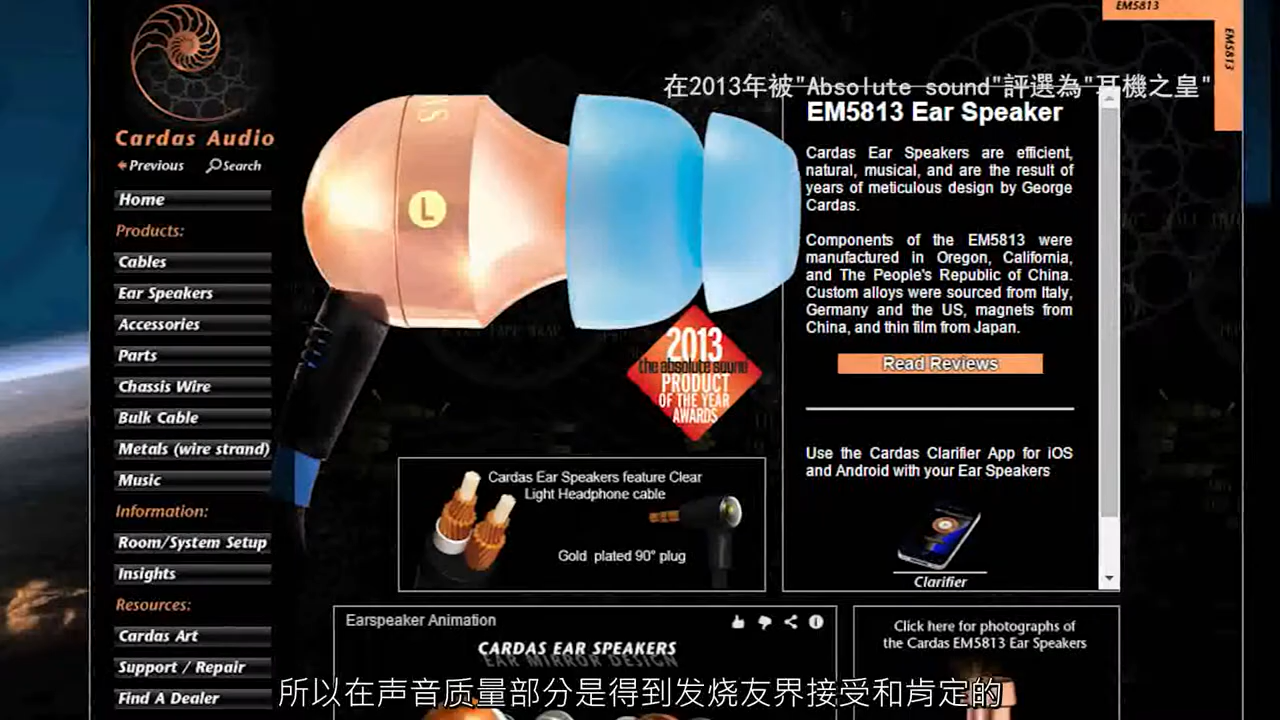 EM5813
EM5813
在2013年被"Absolute sound"評選為"耳機之皇"
Cardas Audio
Previous
Search
Home
Products:
Cables
Ear Speakers
Accessories
Parts
Chassis Wire
Bulk Cable
Metals (wire strand)
Music
Information:
Room/System Setup
Insights
Resources:
Cardas Art
Support / Repair
Find A Dealer
L
2013
the absolute sound
PRODUCT
OF THE YEAR
AWARDS
EM5813 Ear Speaker
Cardas Ear Speakers are efficient,
natural, musical, and are the result of
years of meticulous design by George
Cardas.
Components of the EM5813 were
manufactured in Oregon, California,
and The People's Republic of China.
Custom alloys were sourced from Italy,
Germany and the US, magnets from
China, and thin film from Japan.
Read Reviews
Use the Cardas Clarifier App for iOS
and Android with your Ear Speakers
Clarifier
Cardas Ear Speakers feature Clear
Light Headphone cable
Gold plated 90° plug
Earspeaker Animation
CARDAS EAR SPEAKERS
EAR MIRROR DESIGN
Click here for photographs of
the Cardas EM5813 Ear Speakers
所以在声音质量部分是得到发烧友界接受和肯定的